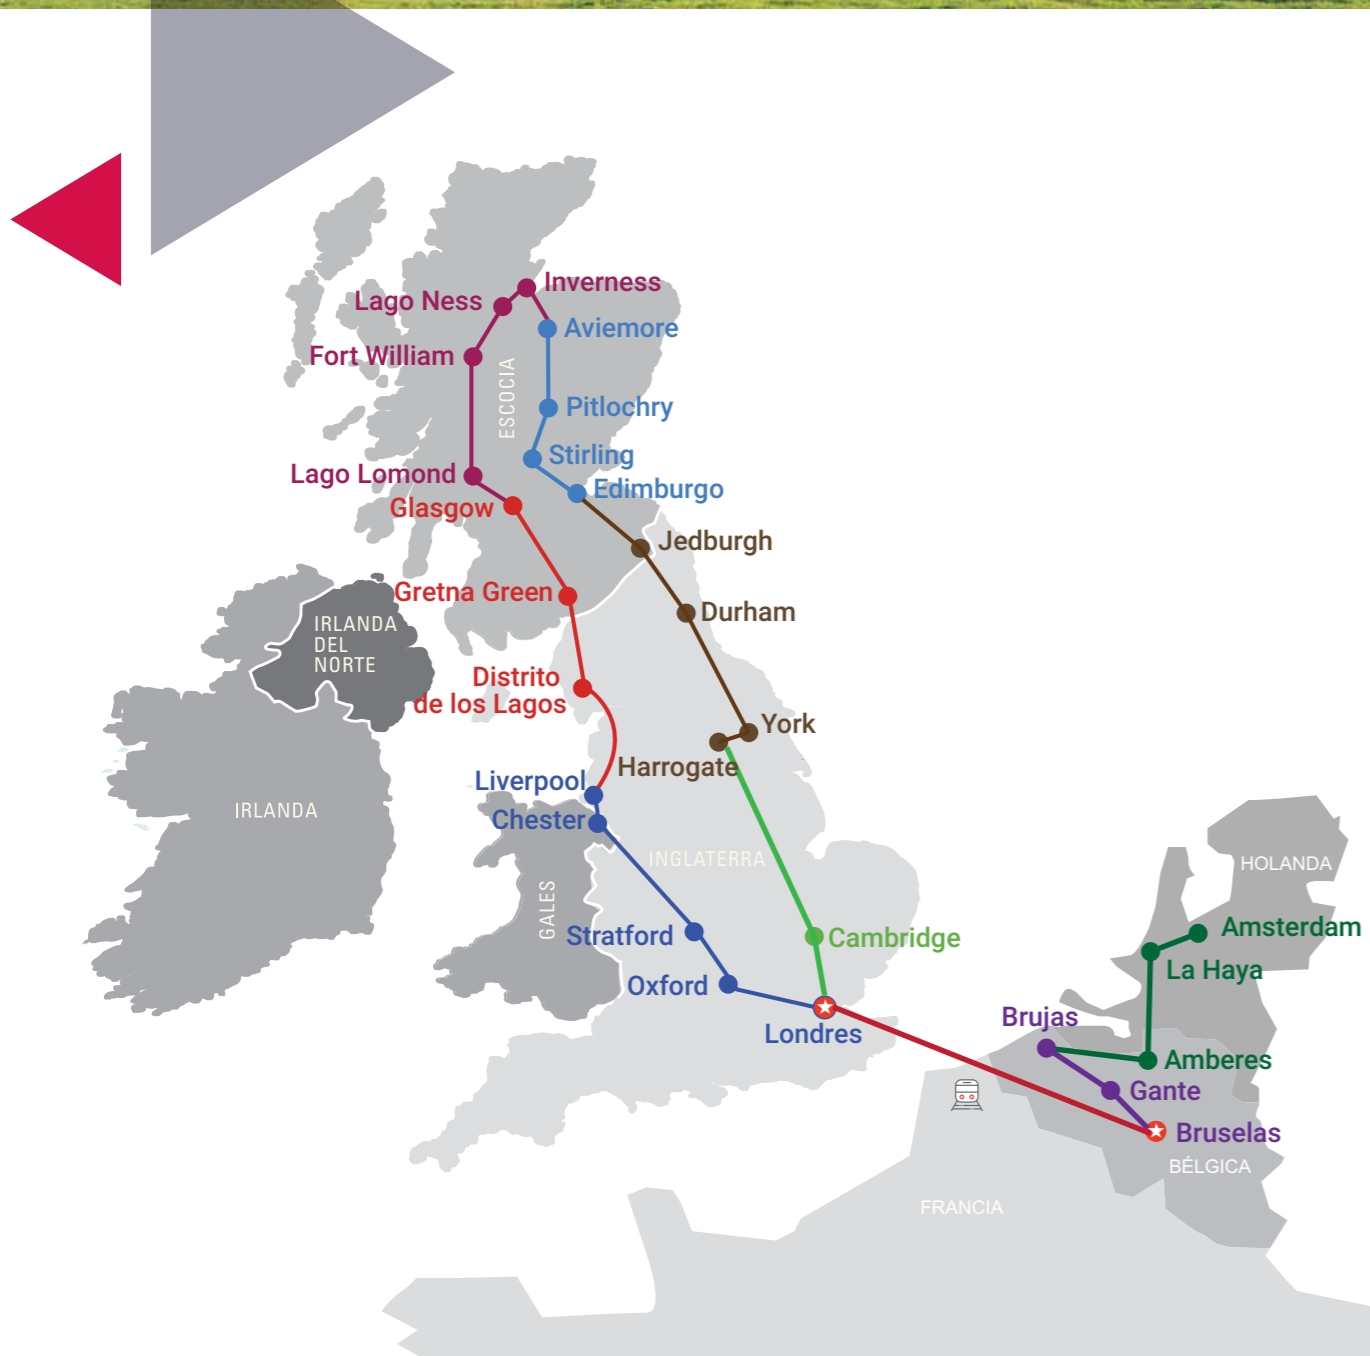 Inverness
Lago Ness
Aviemore
Fort William
ESCOCIA
Pitlochry
Stirling
Lago Lomond
Edimburgo
Glasgow
Jedburgh
Gretna Green
Durham
IRLANDA
DEL
NORTE
Distrito
de los Lagos
York
Harrogate
Liverpool
IRLANDA
Chester
INGLATERRA
HOLANDA
GALES
Amsterdam
Stratford
Cambridge
La Haya
Oxford
Brujas
Londres
Amberes
Gante
Bruselas
BÉLGICA
FRANCIA